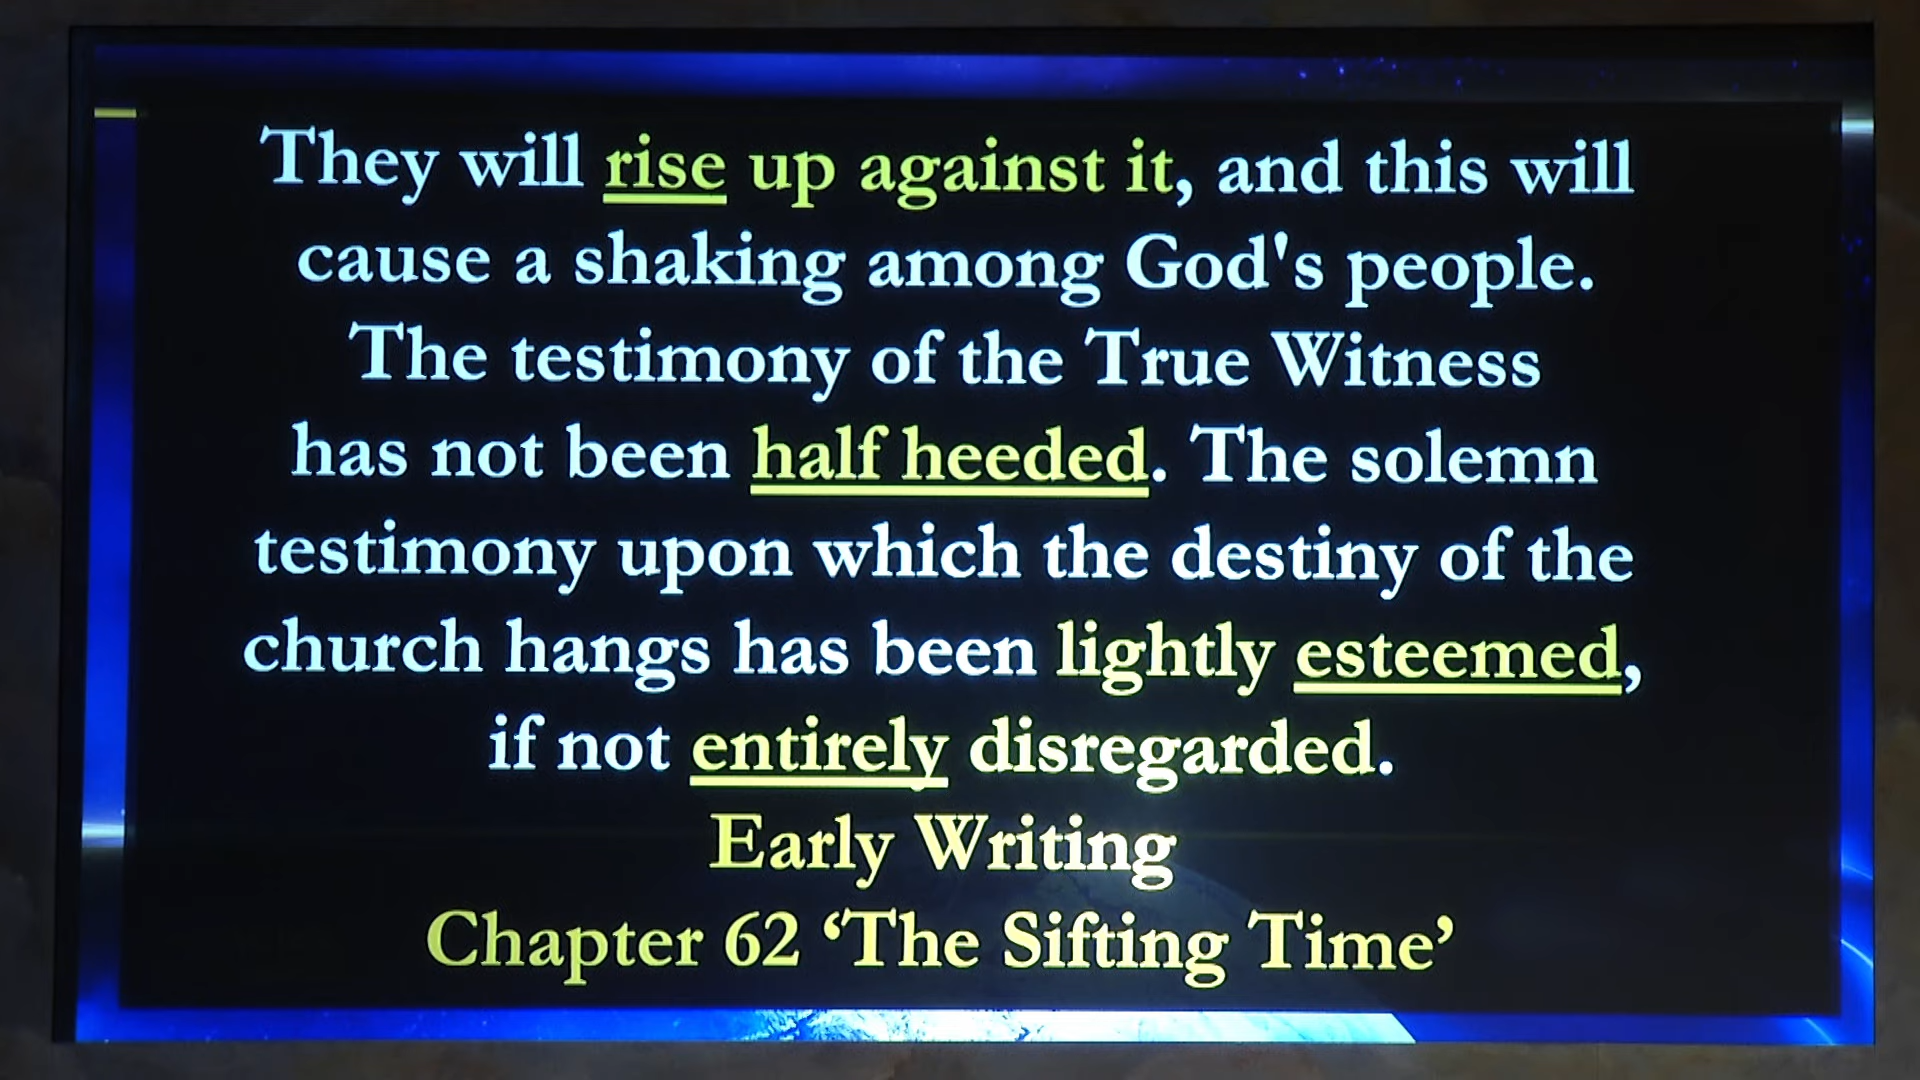 They will rise up against it, and this will
cause a shaking among God's people.
The testimony of the True Witness
has not been half heeded. The solemn
testimony upon which the destiny of the
church hangs has been lightly esteemed,
if not entirely disregarded.
Early Writing
Chapter 62 ‘The Sifting Time’